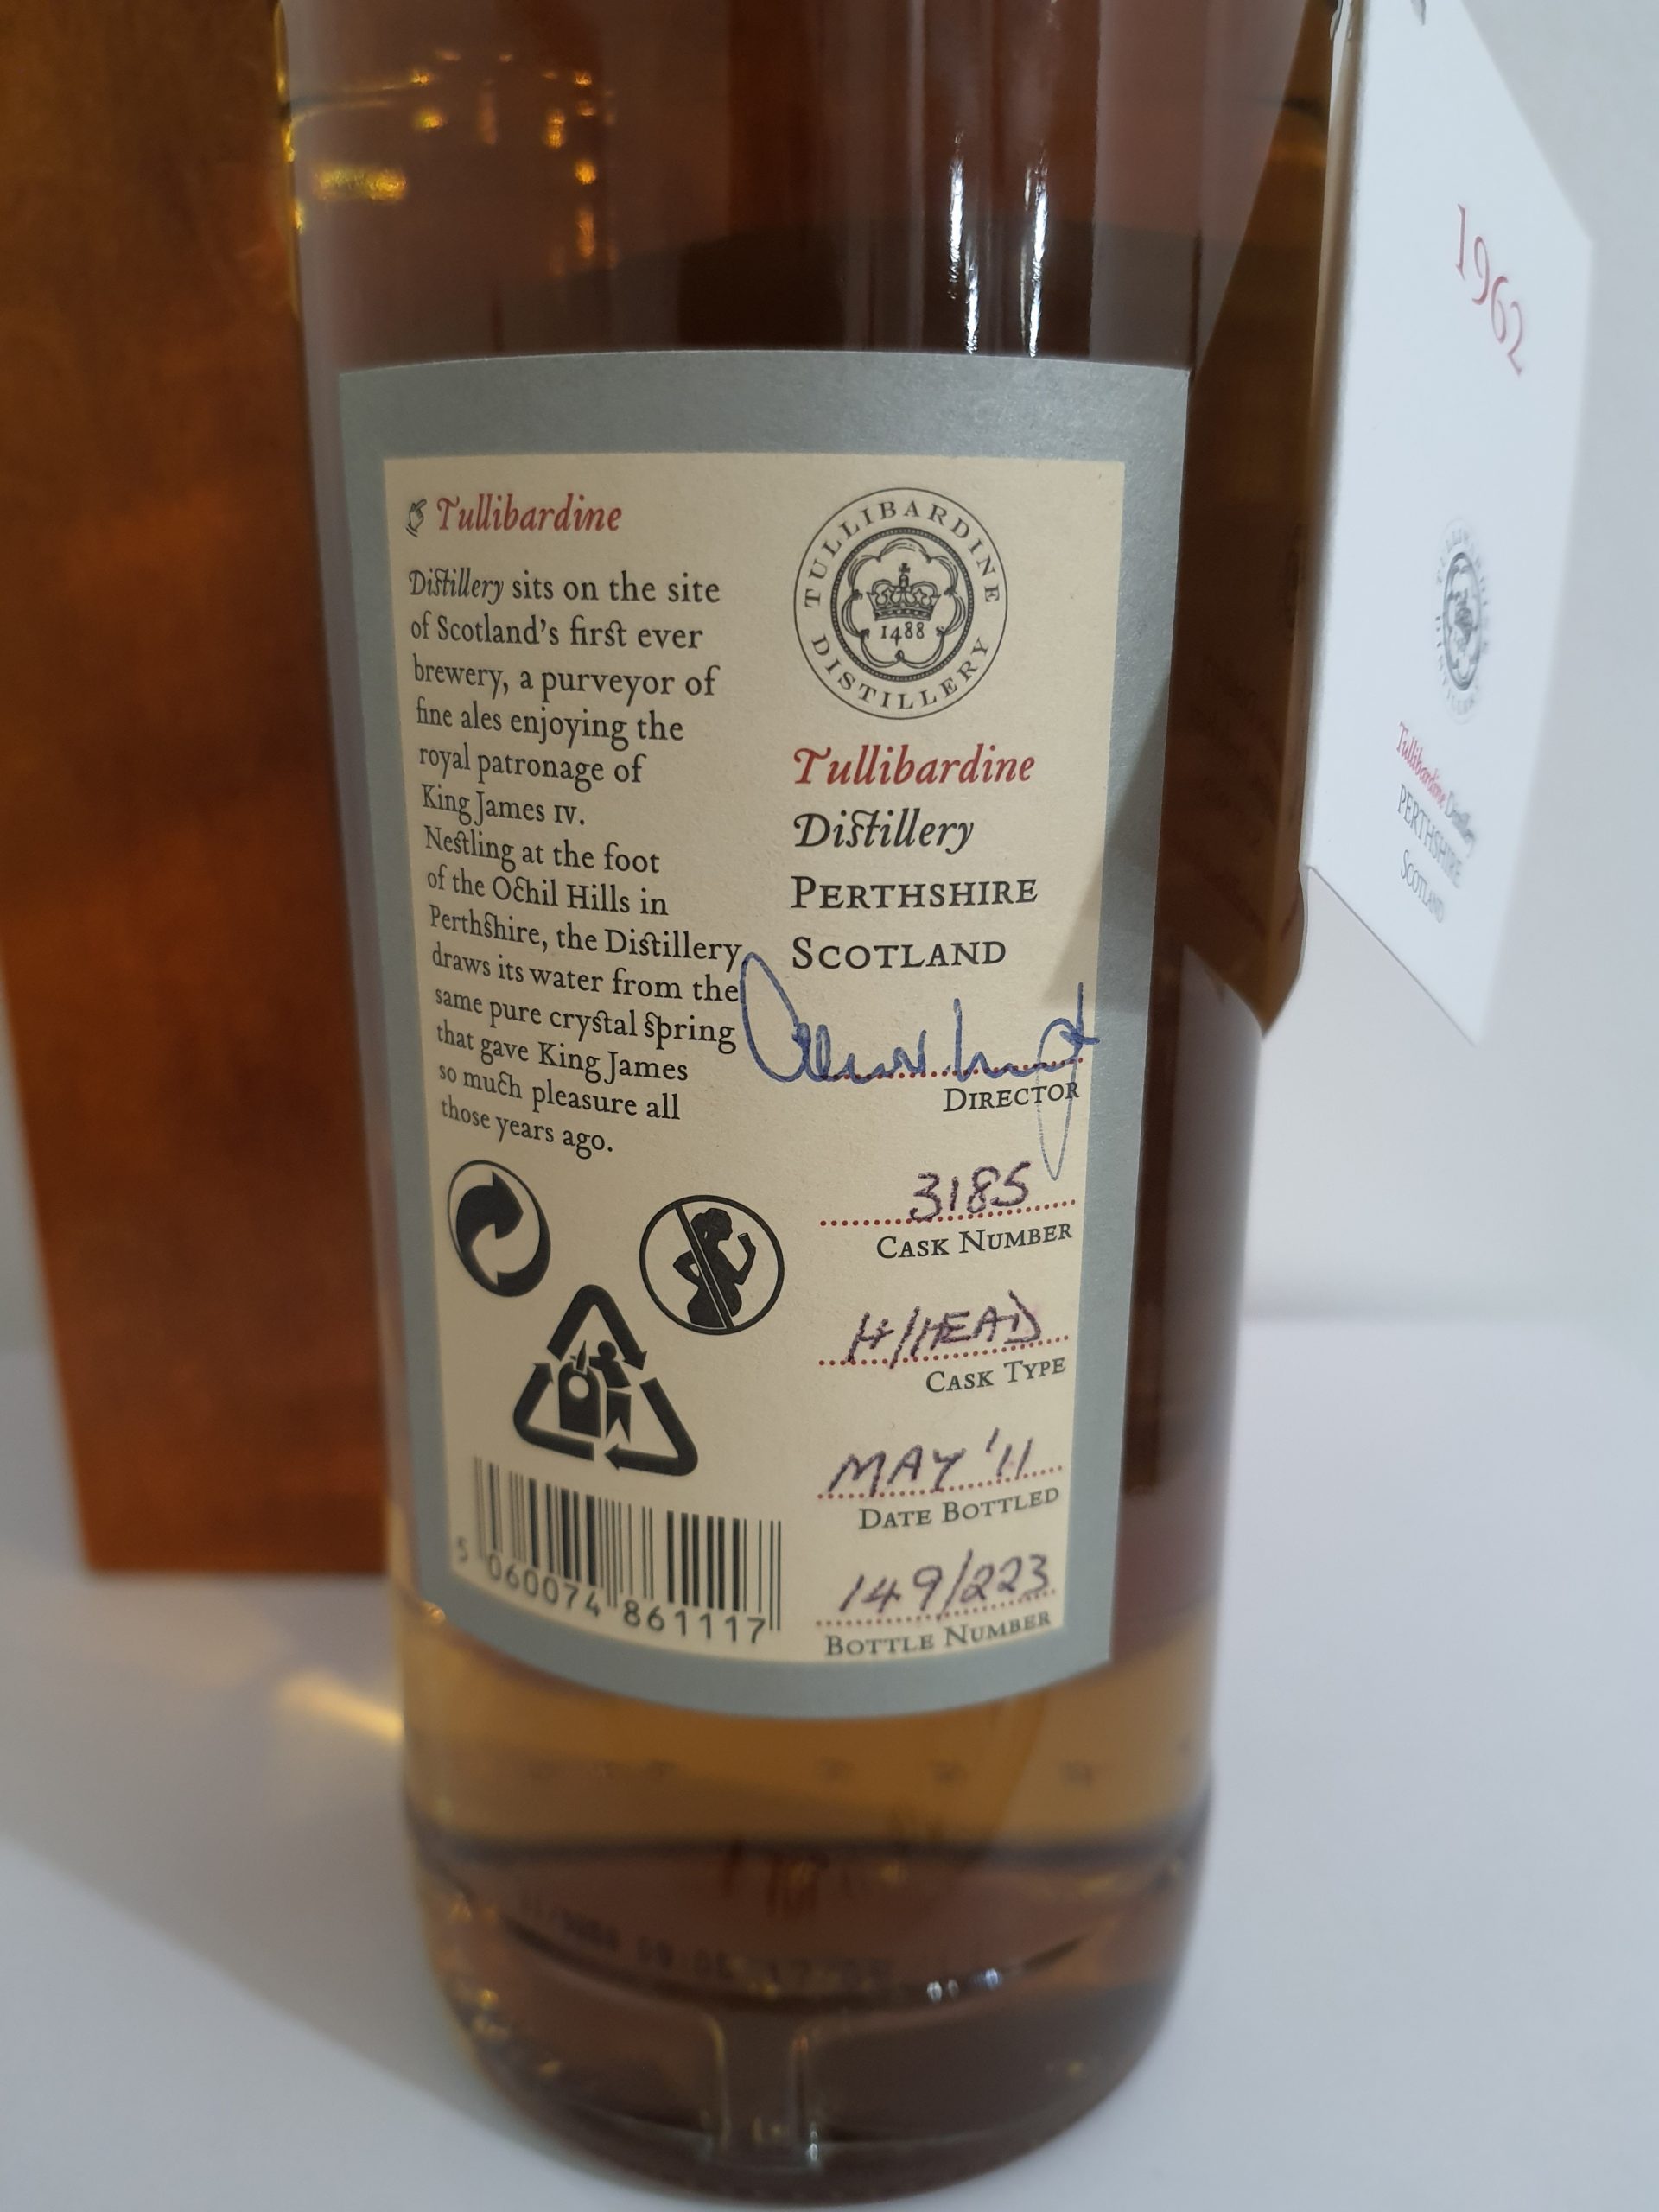 Tullibardine
Distillery sits on the site
of Scotland's first ever
brewery, a purveyor of
fine ales enjoying the
royal patronage of
King James IV.
Nestling at the foot
of the Ochil Hills in
Perthshire, the Distillery
draws its water from the
same pure crystal spring
that gave King James
so much pleasure all
those years ago.
5 060074 861117
TULLIBARDINE DISTILLERY
1488
Tullibardine
Distillery
PERTHSHIRE
SCOTLAND
DIRECTOR
3185
CASK NUMBER
H/HEAD
CASK TYPE
MAY '11
DATE BOTTLED
149/223
BOTTLE NUMBER
1962
Tullibardine Distillery
PERTHSHIRE
SCOTLAND